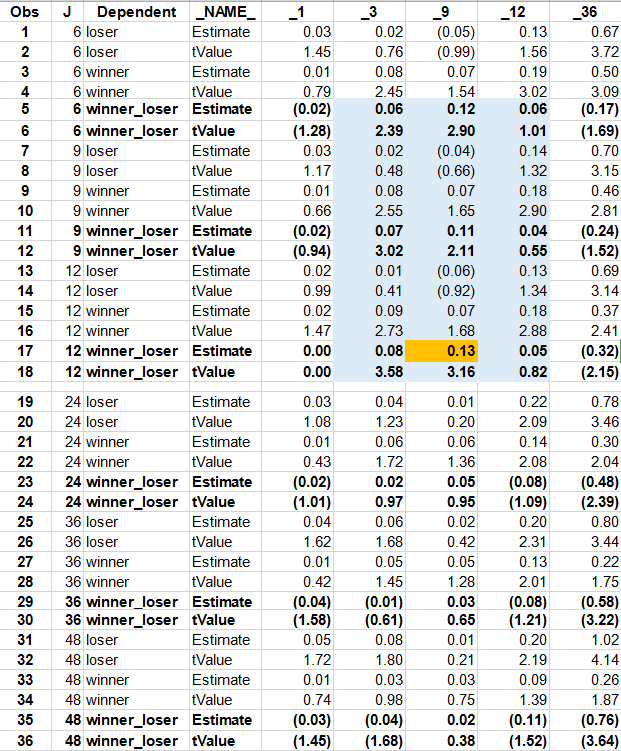 Obs J Dependent _NAME_ _1 _3 _9 _12 _36
1 6 loser Estimate 0.03 0.02 (0.05) 0.13 0.67
2 6 loser tValue 1.45 0.76 (0.99) 1.56 3.72
3 6 winner Estimate 0.01 0.08 0.07 0.19 0.50
4 6 winner tValue 0.79 2.45 1.54 3.02 3.09
5 6 winner_loser Estimate (0.02) 0.06 0.12 0.06 (0.17)
6 6 winner_loser tValue (1.28) 2.39 2.90 1.01 (1.69)
7 9 loser Estimate 0.03 0.02 (0.04) 0.14 0.70
8 9 loser tValue 1.17 0.48 (0.66) 1.32 3.15
9 9 winner Estimate 0.01 0.08 0.07 0.18 0.46
10 9 winner tValue 0.66 2.55 1.65 2.90 2.81
11 9 winner_loser Estimate (0.02) 0.07 0.11 0.04 (0.24)
12 9 winner_loser tValue (0.94) 3.02 2.11 0.55 (1.52)
13 12 loser Estimate 0.02 0.01 (0.06) 0.13 0.69
14 12 loser tValue 0.99 0.41 (0.92) 1.34 3.14
15 12 winner Estimate 0.02 0.09 0.07 0.18 0.37
16 12 winner tValue 1.47 2.73 1.68 2.88 2.41
17 12 winner_loser Estimate 0.00 0.08 0.13 0.05 (0.32)
18 12 winner_loser tValue 0.00 3.58 3.16 0.82 (2.15)
19 24 loser Estimate 0.03 0.04 0.01 0.22 0.78
20 24 loser tValue 1.08 1.23 0.20 2.09 3.46
21 24 winner Estimate 0.01 0.06 0.06 0.14 0.30
22 24 winner tValue 0.43 1.72 1.36 2.08 2.04
23 24 winner_loser Estimate (0.02) 0.02 0.05 (0.08) (0.48)
24 24 winner_loser tValue (1.01) 0.97 0.95 (1.09) (2.39)
25 36 loser Estimate 0.04 0.06 0.02 0.20 0.80
26 36 loser tValue 1.62 1.68 0.42 2.31 3.44
27 36 winner Estimate 0.01 0.05 0.05 0.13 0.22
28 36 winner tValue 0.42 1.45 1.28 2.01 1.75
29 36 winner_loser Estimate (0.04) (0.01) 0.03 (0.08) (0.58)
30 36 winner_loser tValue (1.58) (0.61) 0.65 (1.21) (3.22)
31 48 loser Estimate 0.05 0.08 0.01 0.20 1.02
32 48 loser tValue 1.72 1.80 0.21 2.19 4.14
33 48 winner Estimate 0.01 0.03 0.03 0.09 0.26
34 48 winner tValue 0.74 0.98 0.75 1.39 1.87
35 48 winner_loser Estimate (0.03) (0.04) 0.02 (0.11) (0.76)
36 48 winner_loser tValue (1.45) (1.68) 0.38 (1.52) (3.64)